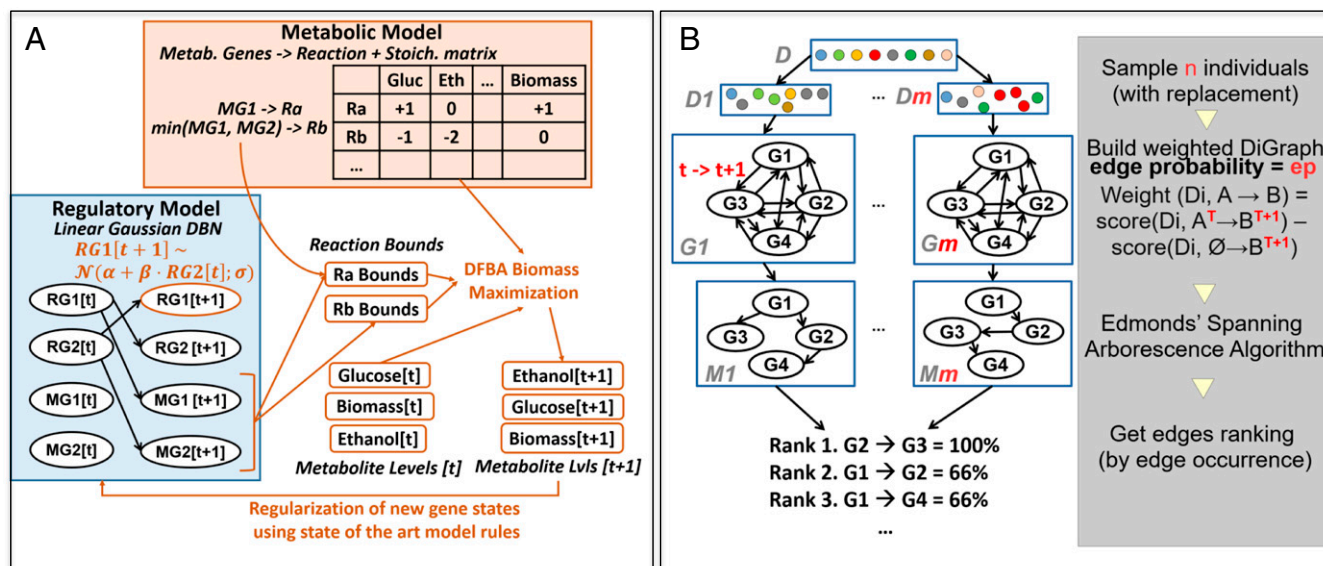 A
Metabolic Model
Metab. Genes -> Reaction + Stoich. matrix
Gluc Eth ... Biomass
Ra +1 0 +1
Rb -1 -2 0
...
MG1 -> Ra
min(MG1, MG2) -> Rb
Regulatory Model
Linear Gaussian DBN
RG1[t + 1] ~
𝒩(α + β · RG2[t]; σ)
RG1[t] RG1[t+1]
RG2[t] RG2[t+1]
MG1[t] MG1[t+1]
MG2[t] MG2[t+1]
Reaction Bounds
Ra Bounds
Rb Bounds
DFBA Biomass
Maximization
Glucose[t]
Biomass[t]
Ethanol[t]
Metabolite Levels [t]
Ethanol[t+1]
Glucose[t+1]
Biomass[t+1]
Metabolite Lvls [t+1]
Regularization of new gene states
using state of the art model rules
B
D
D1 ... Dm
t -> t+1
G1
G3 G2
G4
G1
...
G1
G3 G2
G4
Gm
G1
G3 G2
G4
M1
...
G1
G3 G2
G4
Mm
Rank 1. G2 → G3 = 100%
Rank 2. G1 → G2 = 66%
Rank 3. G1 → G4 = 66%
...
Sample n individuals
(with replacement)
Build weighted DiGraph
edge probability = ep
Weight (Di, A → B) =
score(Di, A^T→B^T+1) –
score(Di, Ø→B^T+1)
Edmonds' Spanning
Arborescence Algorithm
Get edges ranking
(by edge occurrence)